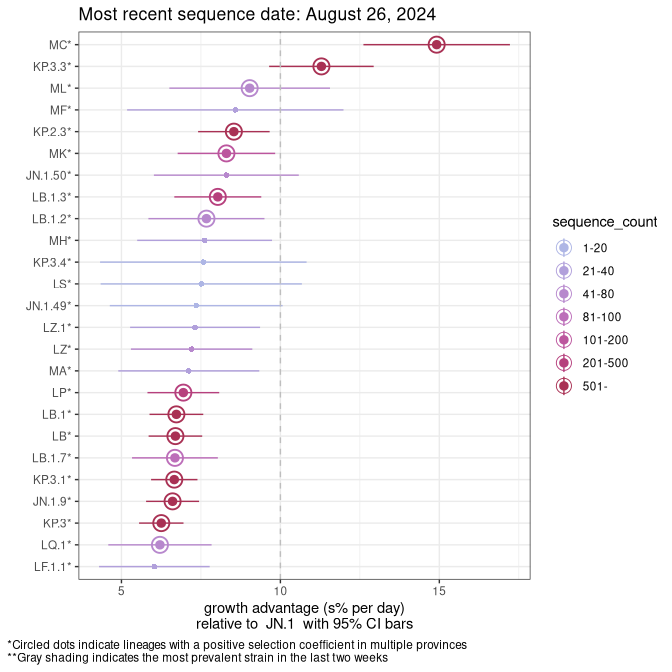 Most recent sequence date: August 26, 2024
MC*
KP.3.3*
ML*
MF*
KP.2.3*
MK*
JN.1.50*
LB.1.3*
LB.1.2*
MH*
KP.3.4*
LS*
JN.1.49*
LZ.1*
LZ*
MA*
LP*
LB.1*
LB*
LB.1.7*
KP.3.1*
JN.1.9*
KP.3*
LQ.1*
LF.1.1*
5 10 15
growth advantage (s% per day)
relative to JN.1 with 95% CI bars
sequence_count
1-20
21-40
41-80
81-100
101-200
201-500
501-
*Circled dots indicate lineages with a positive selection coefficient in multiple provinces
**Gray shading indicates the most prevalent strain in the last two weeks